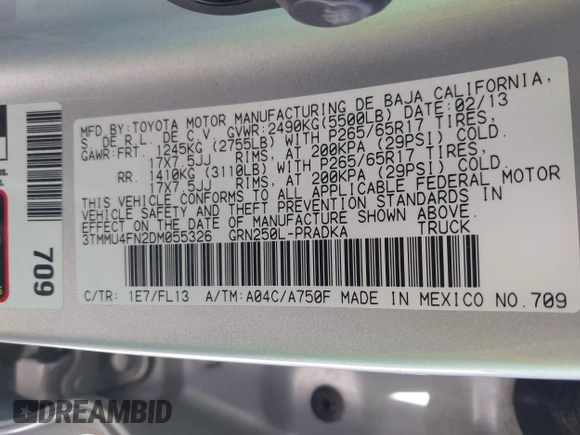 MFD.BY:TOYOTA MOTOR MANUFACTURING DE BAJA CALIFORNIA,
S. DE R.L. DE C.V. GVWR:2490KG(5500LB) DATE:02/13
GAWR:FRT. 1245KG (2755LB) WITH P265/65R17 TIRES,
17X7.5JJ RIMS, AT 200KPA (29PSI) COLD.
RR. 1410KG (3110LB) WITH P265/65R17 TIRES,
17X7.5JJ RIMS, AT 200KPA (29PSI) COLD.
THIS VEHICLE CONFORMS TO ALL APPLICABLE FEDERAL MOTOR
VEHICLE SAFETY AND THEFT PREVENTION STANDARDS IN
EFFECT ON THE DATE OF MANUFACTURE SHOWN ABOVE.
3TMMU4FN2DM055326 GRN250L-PRADKA TRUCK
C/TR: 1E7/FL13 A/TM:A04C/A750F MADE IN MEXICO NO.709
709
DREAMBID